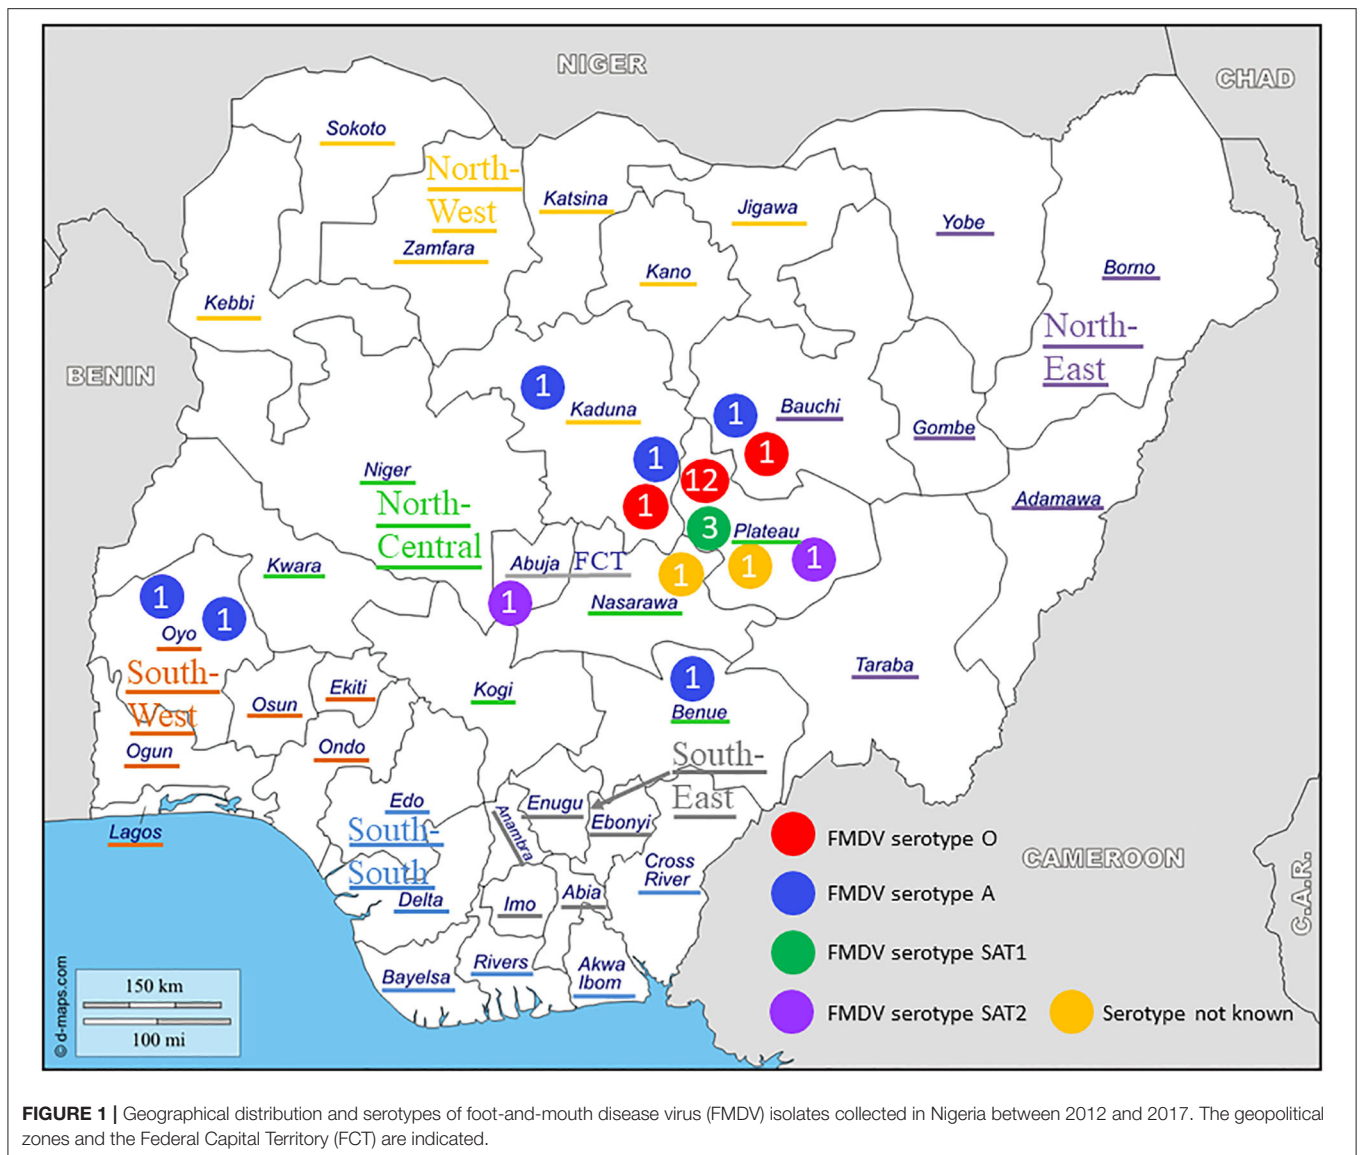 NIGER
CHAD
Sokoto
North-
West
Katsina
Jigawa
Zamfara
Yobe
Kano
Borno
Kebbi
North-
East
BENIN
1
Kaduna
1
Bauchi
Gombe
1
1
Niger
12
1
North-
Central
3
Plateau
Adamawa
Kwara
Abuja
FCT
1
1
1
1
Nasarawa
1
1
Oyo
South-
West
Taraba
Ekiti
Kogi
1
Osun
Benue
Ogun
Ondo
South-
East
Edo
Enugu
Ebonyi
Anambra
Lagos
South-
South
Cross
River
Delta
Imo
Abia
Bayelsa
Rivers
Akwa
Ibom
CAMEROON
C.A.R.
FMDV serotype O
FMDV serotype A
FMDV serotype SAT1
FMDV serotype SAT2
Serotype not known
150 km
100 mi
© d-maps.com
FIGURE 1 | Geographical distribution and serotypes of foot-and-mouth disease virus (FMDV) isolates collected in Nigeria between 2012 and 2017. The geopolitical
zones and the Federal Capital Territory (FCT) are indicated.